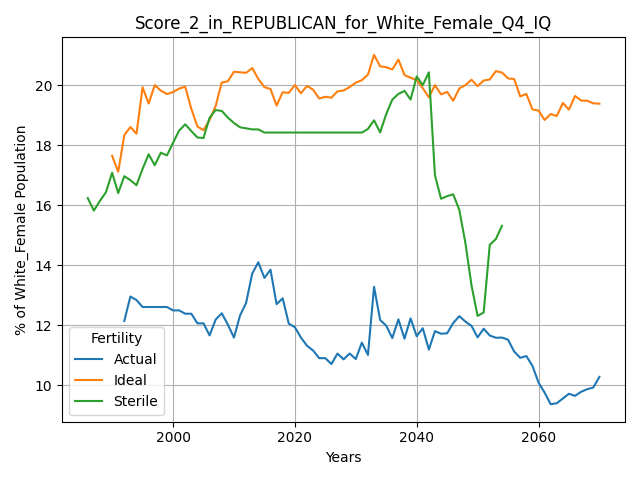 Score_2_in_REPUBLICAN_for_White_Female_Q4_IQ
% of White_Female Population
20
18
16
14
12
10
Fertility
Actual
Ideal
Sterile
2000
2020
2040
2060
Years